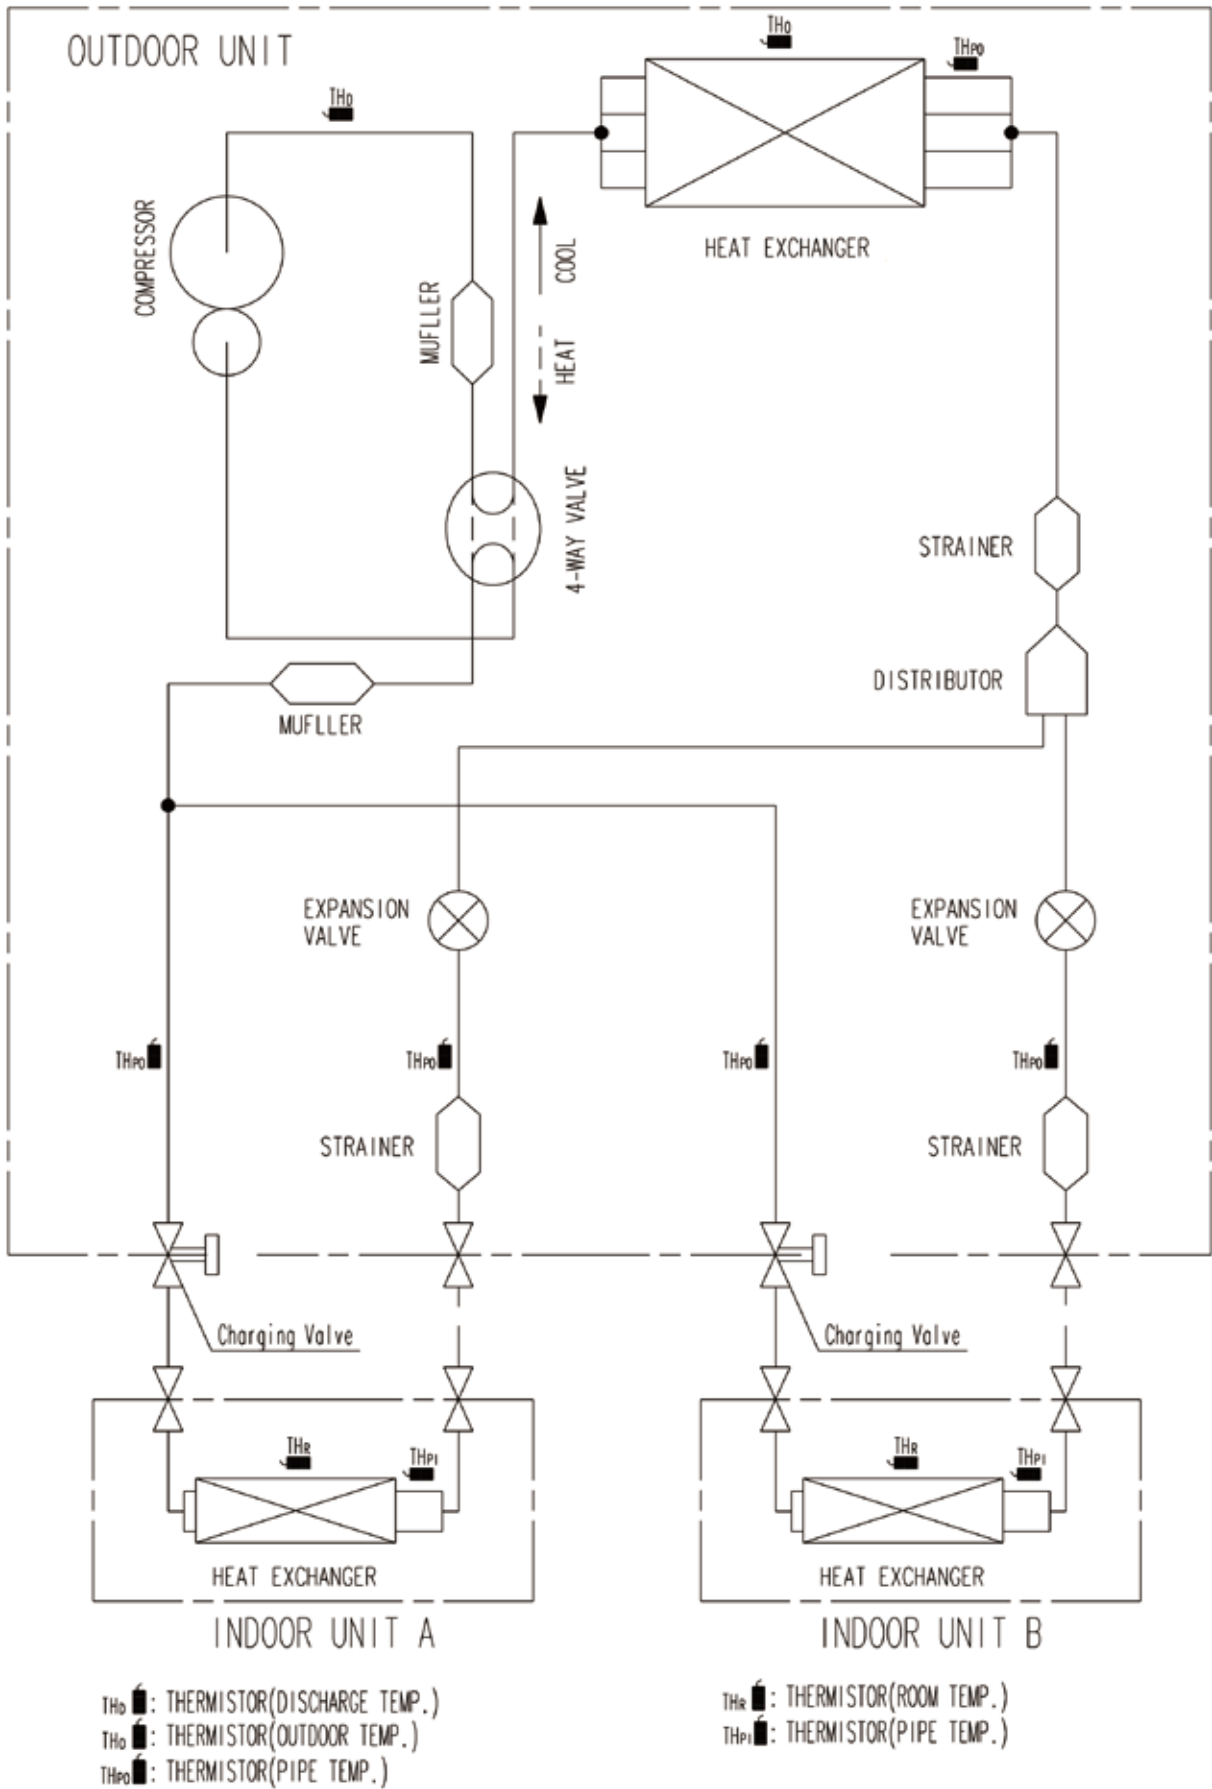 OUTDOOR UNIT
THO
THPO
THD
COMPRESSOR
MUFLLER
HEAT
COOL
HEAT EXCHANGER
4-WAY VALVE
STRAINER
DISTRIBUTOR
MUFLLER
EXPANSION
VALVE
EXPANSION
VALVE
THPO
THPO
THPO
THPO
STRAINER
STRAINER
Charging Valve
Charging Valve
THR
THPI
THR
THPI
HEAT EXCHANGER
HEAT EXCHANGER
INDOOR UNIT A
INDOOR UNIT B
THD : THERMISTOR(DISCHARGE TEMP.)
THO : THERMISTOR(OUTDOOR TEMP.)
THPO : THERMISTOR(PIPE TEMP.)
THR : THERMISTOR(ROOM TEMP.)
THPI : THERMISTOR(PIPE TEMP.)